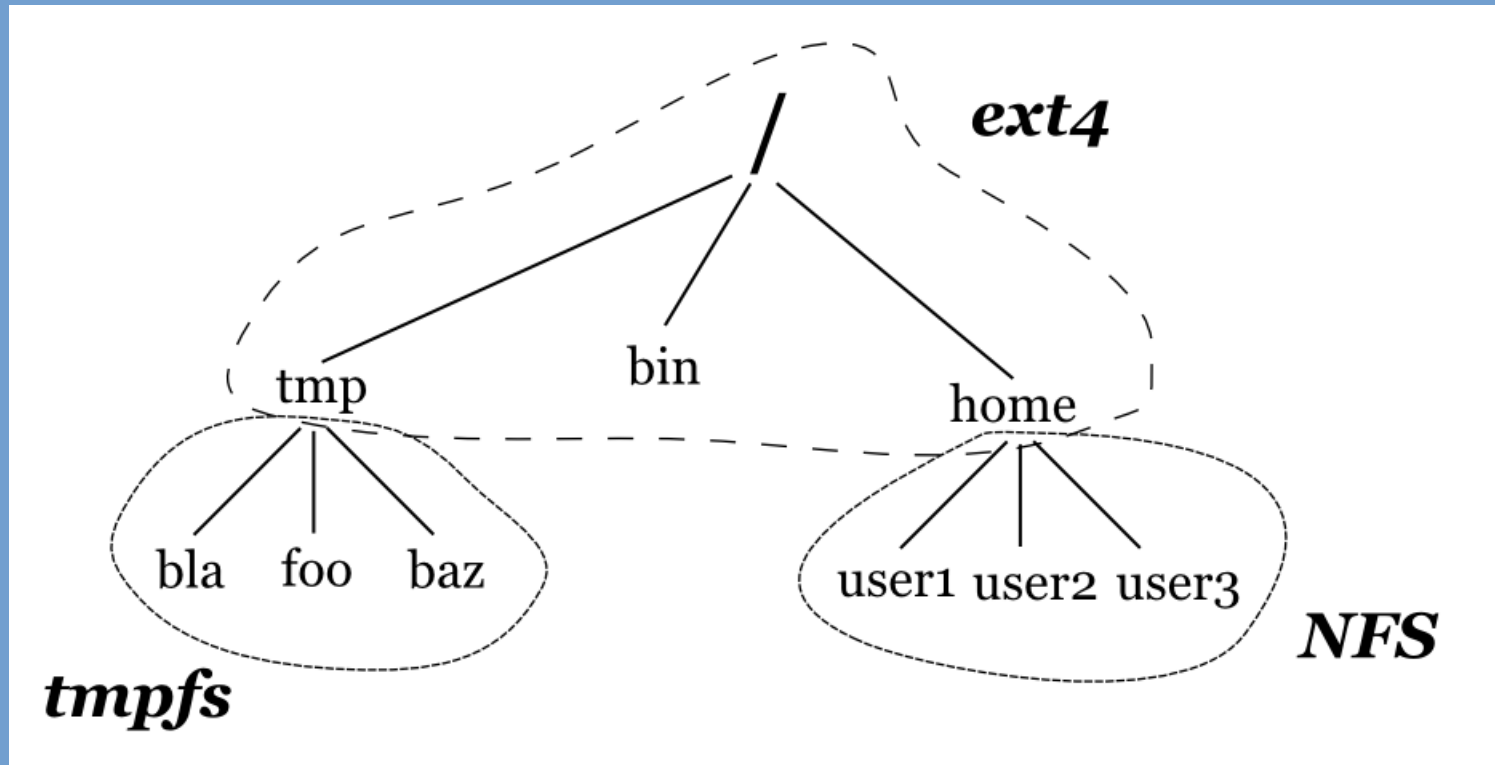 /
ext4
bin
tmp
home
bla foo baz
user1 user2 user3
NFS
tmpfs